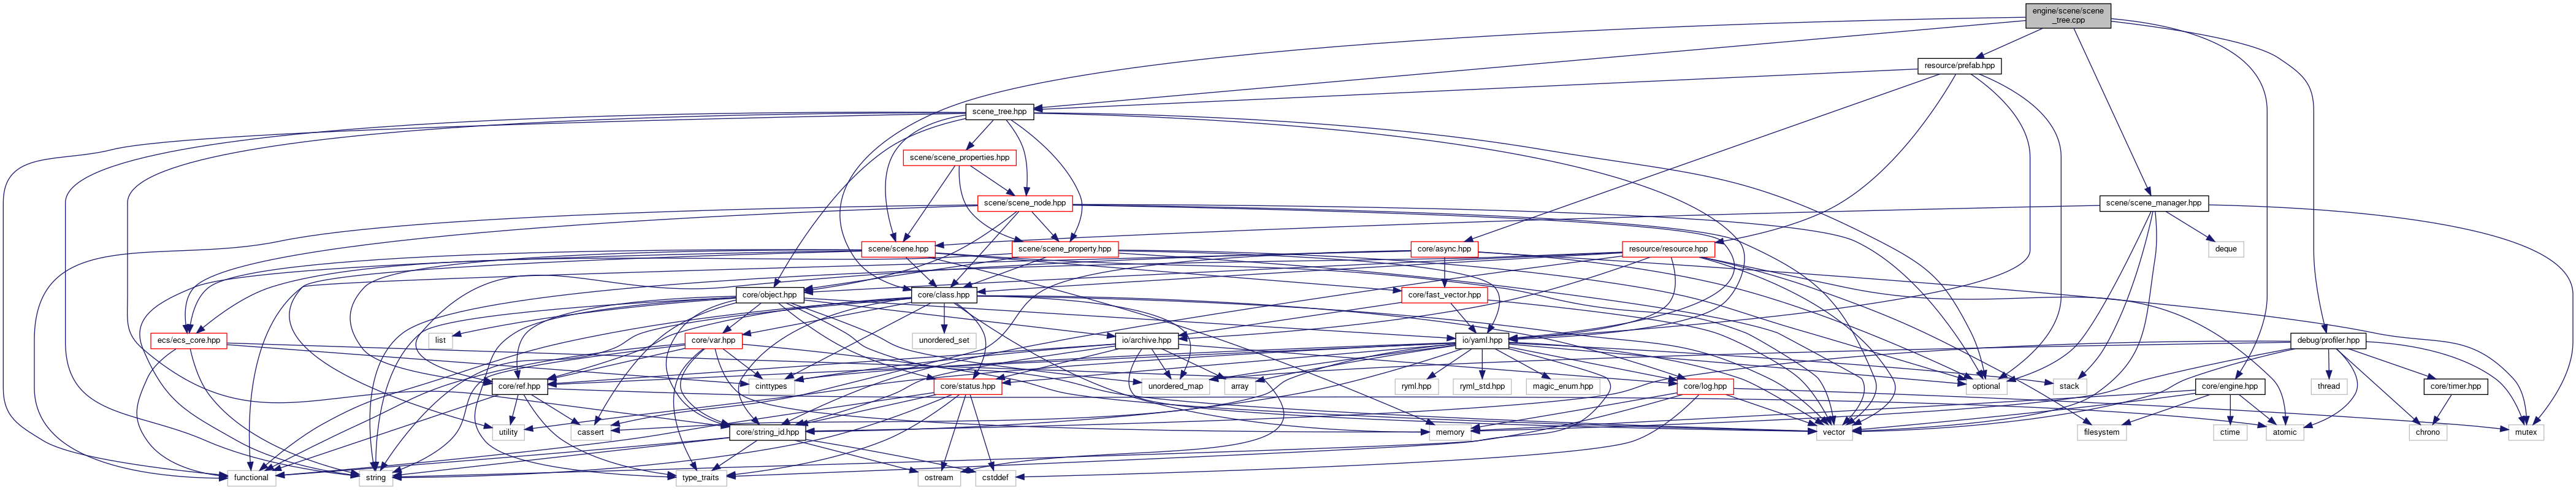 engine/scene/scene
_tree.cpp
resource/prefab.hpp
scene_tree.hpp
scene/scene_properties.hpp
scene/scene_node.hpp
scene/scene_manager.hpp
scene/scene.hpp
scene/scene_property.hpp
core/async.hpp
resource/resource.hpp
deque
core/object.hpp
core/class.hpp
core/fast_vector.hpp
ecs/ecs_core.hpp
list
core/var.hpp
unordered_set
io/archive.hpp
io/yaml.hpp
debug/profiler.hpp
core/ref.hpp
cinttypes
core/status.hpp
unordered_map
array
ryml.hpp
ryml_std.hpp
magic_enum.hpp
core/log.hpp
optional
stack
core/engine.hpp
thread
core/timer.hpp
utility
cassert
core/string_id.hpp
memory
vector
filesystem
ctime
atomic
chrono
mutex
functional
string
type_traits
ostream
cstddef